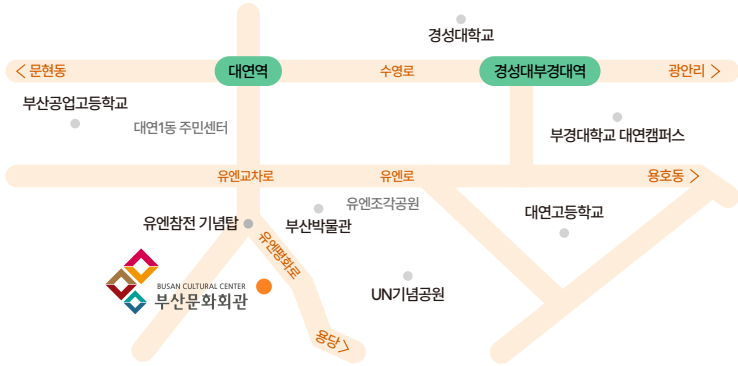 경성대학교
< 문현동
대연역
수영로
경성대부경대역
광안리 >
부산공업고등학교
대연1동 주민센터
부경대학교 대연캠퍼스
유엔교차로
유엔로
용호동 >
유엔조각공원
대연고등학교
유엔참전 기념탑
부산박물관
유엔평화로
BUSAN CULTURAL CENTER
부산문화회관
UN기념공원
용당 >